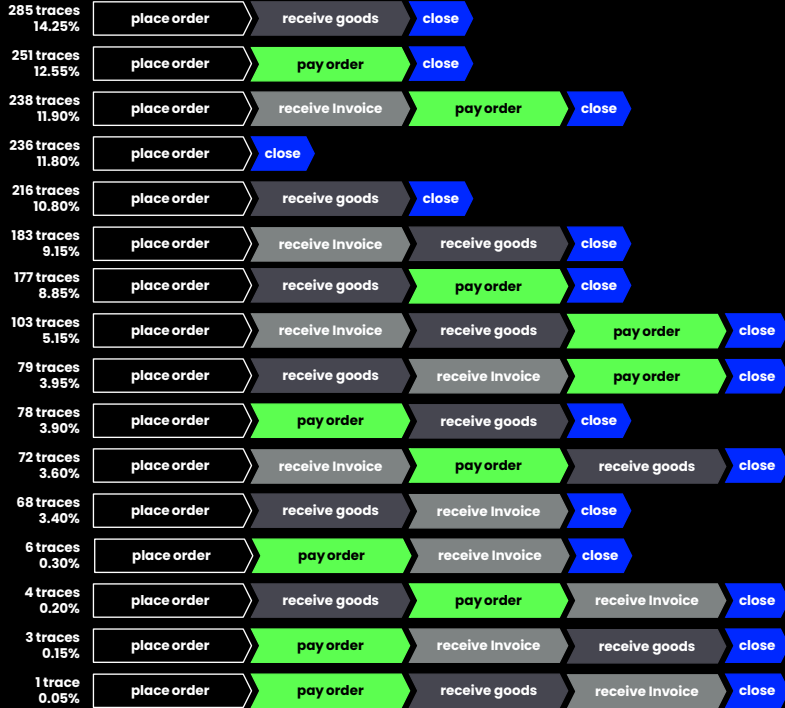 285 traces
14.25%
place order receive goods close
251 traces
12.55%
place order pay order close
238 traces
11.90%
place order receive Invoice pay order close
236 traces
11.80%
place order close
216 traces
10.80%
place order receive goods close
183 traces
9.15%
place order receive Invoice receive goods close
177 traces
8.85%
place order receive goods pay order close
103 traces
5.15%
place order receive Invoice receive goods pay order close
79 traces
3.95%
place order receive goods receive Invoice pay order close
78 traces
3.90%
place order pay order receive goods close
72 traces
3.60%
place order receive Invoice pay order receive goods close
68 traces
3.40%
place order receive goods receive Invoice close
6 traces
0.30%
place order pay order receive Invoice close
4 traces
0.20%
place order receive goods pay order receive Invoice close
3 traces
0.15%
place order pay order receive Invoice receive goods close
1 trace
0.05%
place order pay order receive goods receive Invoice close